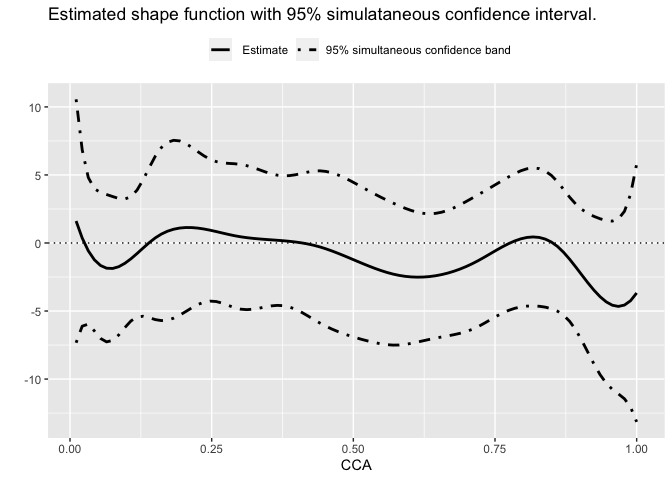 Estimated shape function with 95% simulataneous confidence interval.
Estimate 95% simultaneous confidence band
10
5
0
-5
-10
0.00 0.25 0.50 0.75 1.00
CCA